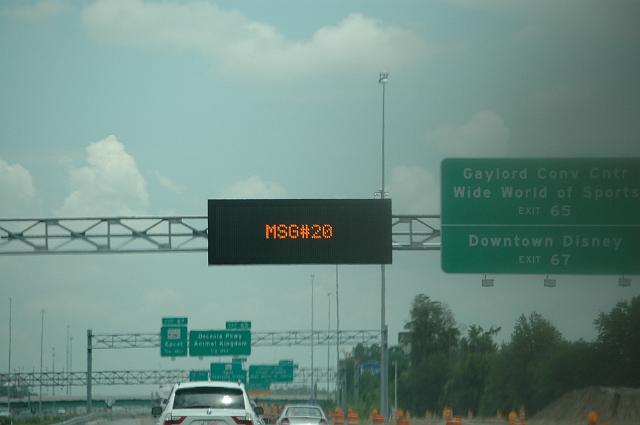 MSG#20
Gaylord Conv Cntr
Wide World of Sports
EXIT 65
Downtown Disney
EXIT 67
Epcot
Osceola Pkwy
Animal Kingdom